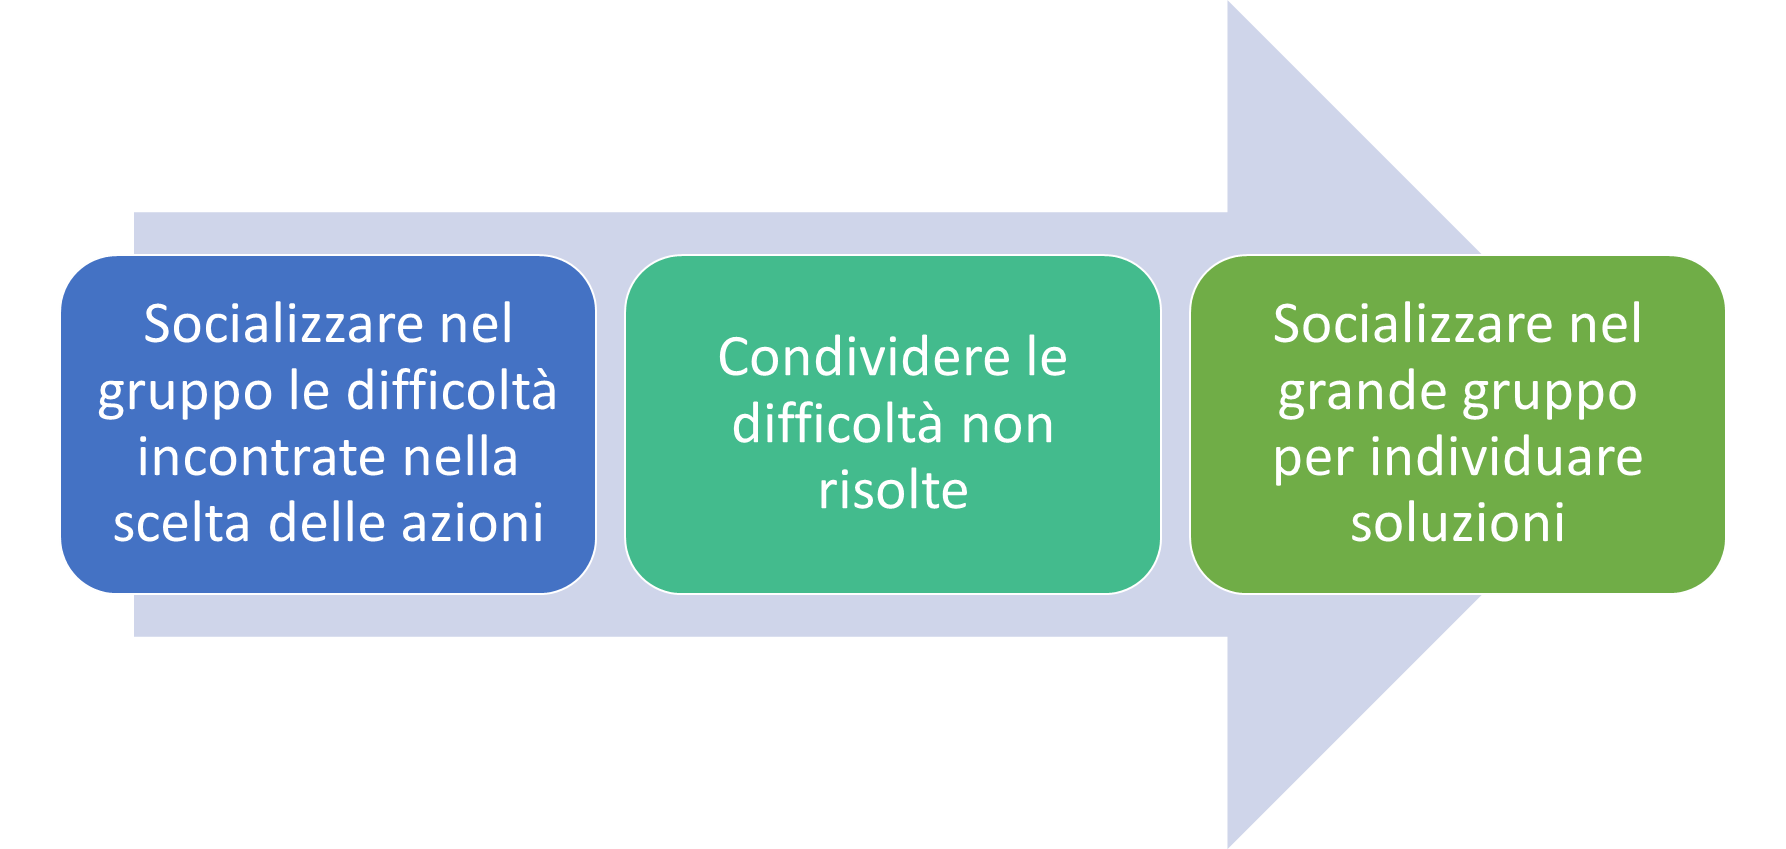 Socializzare nel
gruppo le difficoltà
incontrate nella
scelta delle azioni
Condividere le
difficoltà non
risolte
Socializzare nel
grande gruppo
per individuare
soluzioni